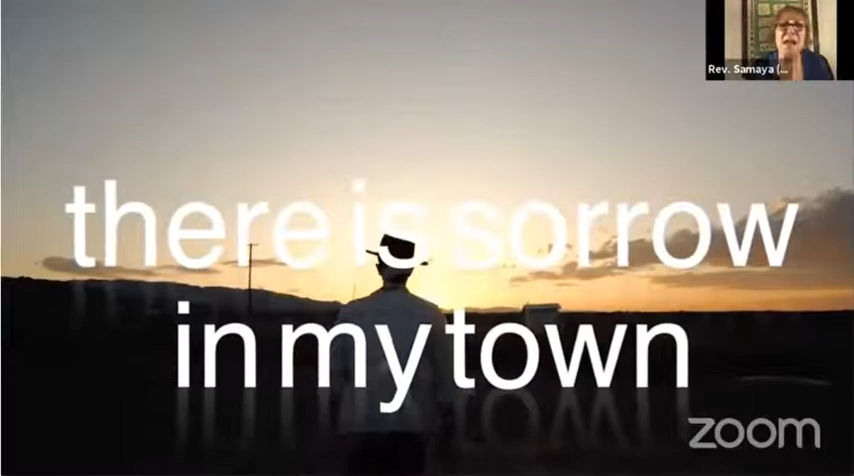 Rev. Samaya (...
there is sorrow
in my town
zoom